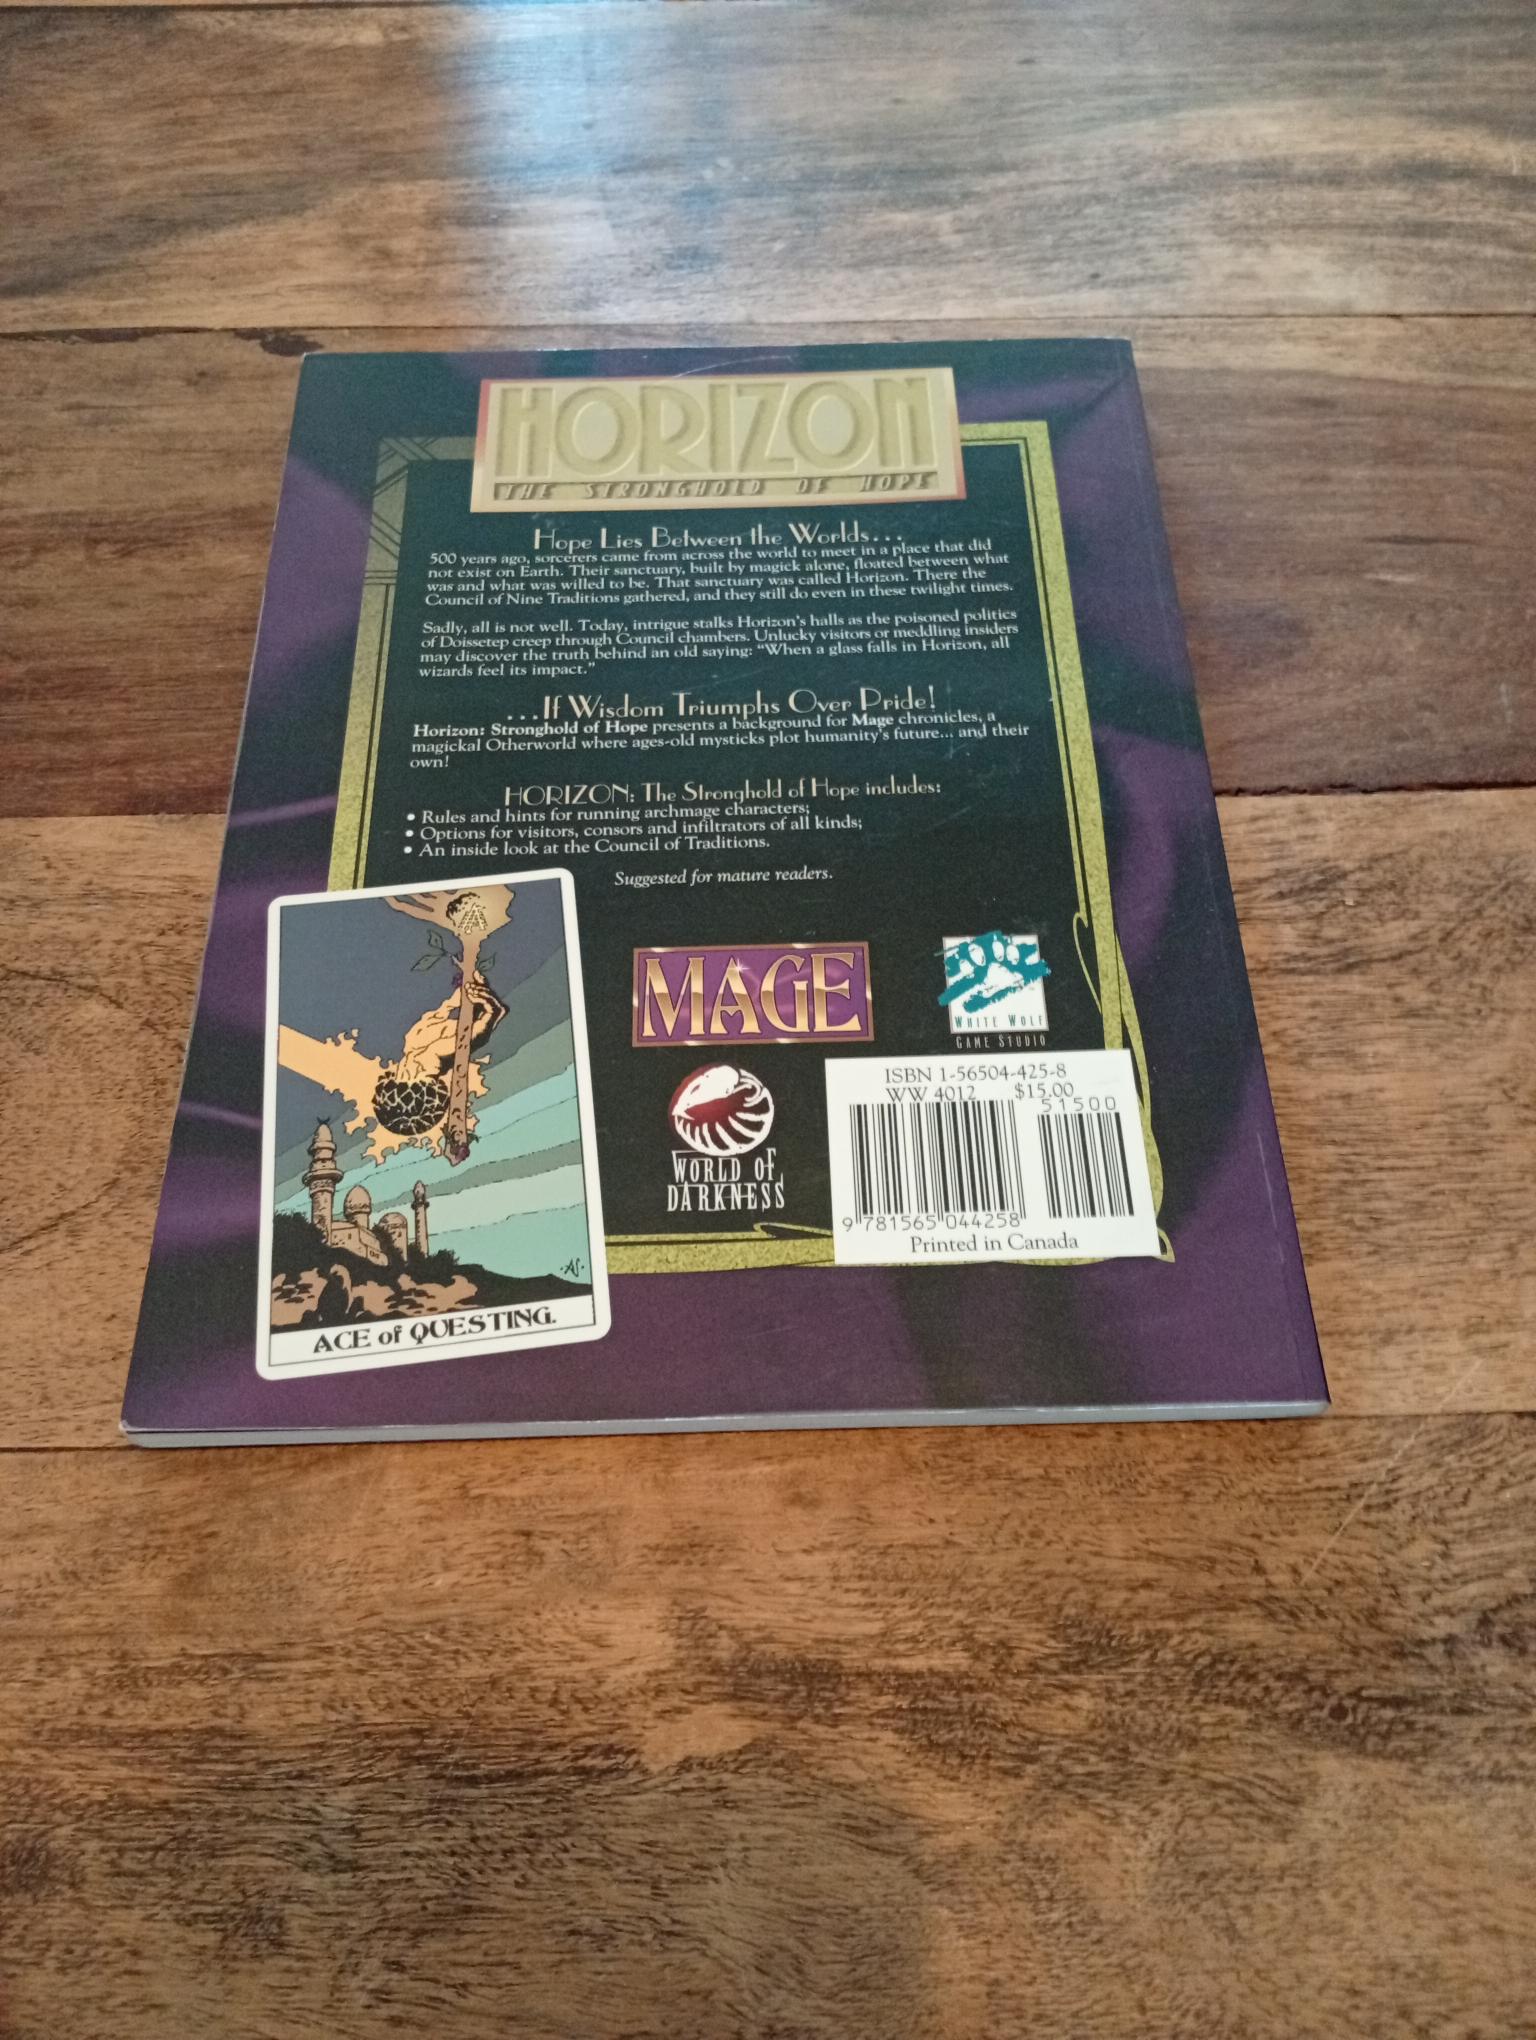 HORIZON
THE STRONGHOLD OF HOPE
Hope Lies Between the Worlds...
500 years ago, sorcerers came from across the world to meet in a place that did
not exist on Earth. Their sanctuary, built by magick alone, floated between what
was and what was willed to be. That sanctuary was called Horizon. There the
Council of Nine Traditions gathered, and they still do even in these twilight times.
Sadly, all is not well. Today, intrigue stalks Horizon's halls as the poisoned politics
of Doissetep creep through Council chambers. Unlucky visitors or meddling insiders
may discover the truth behind an old saying: "When a glass falls in Horizon, all
wizards feel its impact."
...If Wisdom Triumphs Over Pride!
Horizon: Stronghold of Hope presents a background for Mage chronicles, a
magickal Otherworld where ages-old mysticks plot humanity's future... and their
own!
HORIZON: The Stronghold of Hope includes:
• Rules and hints for running archmage characters;
• Options for visitors, consors and infiltrators of all kinds;
• An inside look at the Council of Traditions.
Suggested for mature readers.
MAGE
WHITE WOLF
GAME STUDIO
WORLD OF
DARKNESS
ISBN 1-56504-425-8
WW 4012 $15.00
51500
9 781565 044258
Printed in Canada
·AS·
ACE of QUESTING.